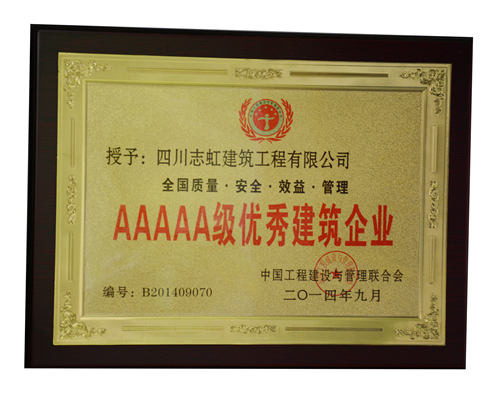 授予：四川志虹建筑工程有限公司
全国质量·安全·效益·管理
AAAAA级优秀建筑企业
中国工程建设与管理联合会
编号：B201409070
二〇一四年九月